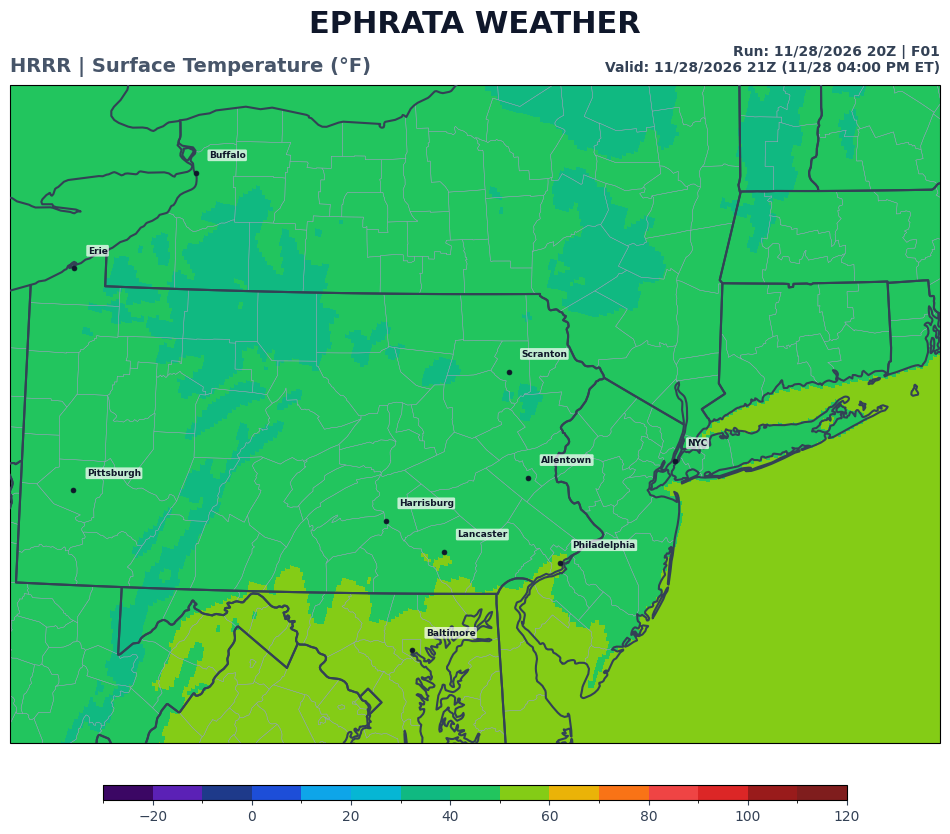 EPHRATA WEATHER
HRRR | Surface Temperature (°F)
Run: 11/28/2026 20Z | F01
Valid: 11/28/2026 21Z (11/28 04:00 PM ET)
Buffalo
Erie
Scranton
NYC
Allentown
Pittsburgh
Harrisburg
Lancaster
Philadelphia
Baltimore
−20 0 20 40 60 80 100 120